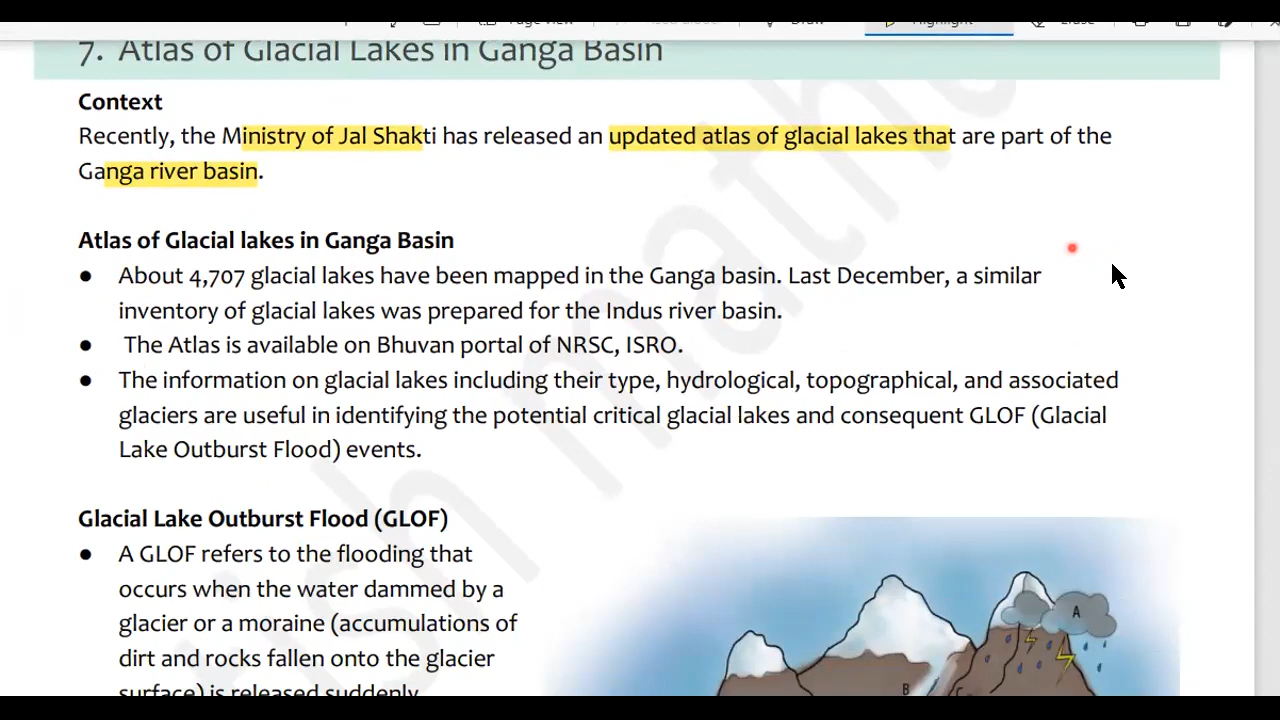 Highlight
7. Atlas of Glacial Lakes in Ganga Basin
Context
Recently, the Ministry of Jal Shakti has released an updated atlas of glacial lakes that are part of the
Ganga river basin.
Atlas of Glacial lakes in Ganga Basin
● About 4,707 glacial lakes have been mapped in the Ganga basin. Last December, a similar
inventory of glacial lakes was prepared for the Indus river basin.
● The Atlas is available on Bhuvan portal of NRSC, ISRO.
● The information on glacial lakes including their type, hydrological, topographical, and associated
glaciers are useful in identifying the potential critical glacial lakes and consequent GLOF (Glacial
Lake Outburst Flood) events.
Glacial Lake Outburst Flood (GLOF)
● A GLOF refers to the flooding that
occurs when the water dammed by a
glacier or a moraine (accumulations of
dirt and rocks fallen onto the glacier
surface) is released suddenly
A
B
C